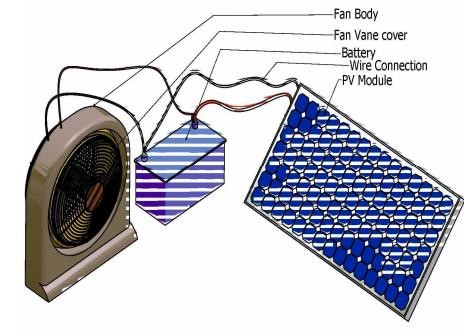 Fan Body
Fan Vane cover
Battery
Wire Connection
PV Module